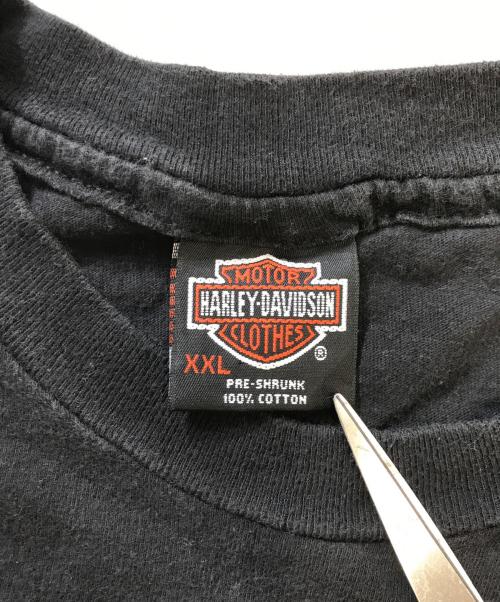 MOTOR
HARLEY-DAVIDSON
CLOTHES
®
XXL
PRE-SHRUNK
100% COTTON